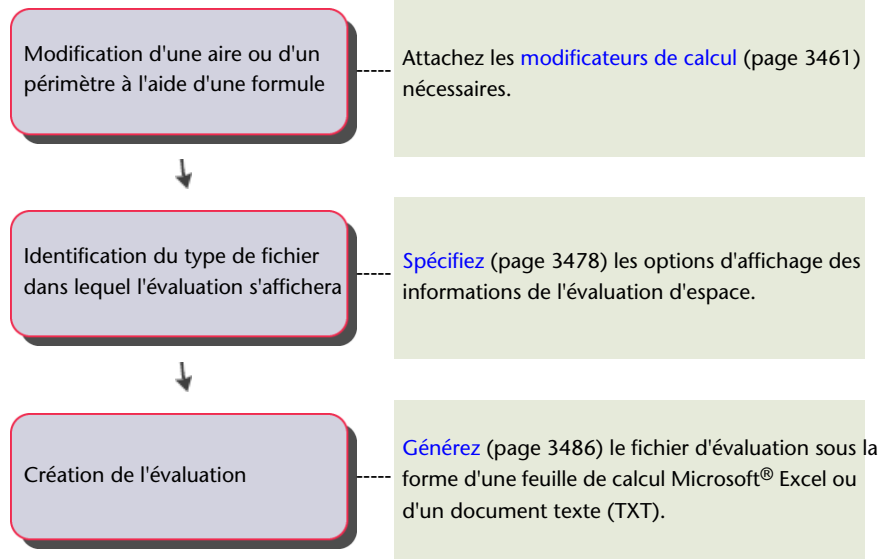 Modification d'une aire ou d'un
périmètre à l'aide d'une formule
Attachez les modificateurs de calcul (page 3461)
nécessaires.
Identification du type de fichier
dans lequel l'évaluation s'affichera
Spécifiez (page 3478) les options d'affichage des
informations de l'évaluation d'espace.
Création de l'évaluation
Générez (page 3486) le fichier d'évaluation sous la
forme d'une feuille de calcul Microsoft® Excel ou
d'un document texte (TXT).